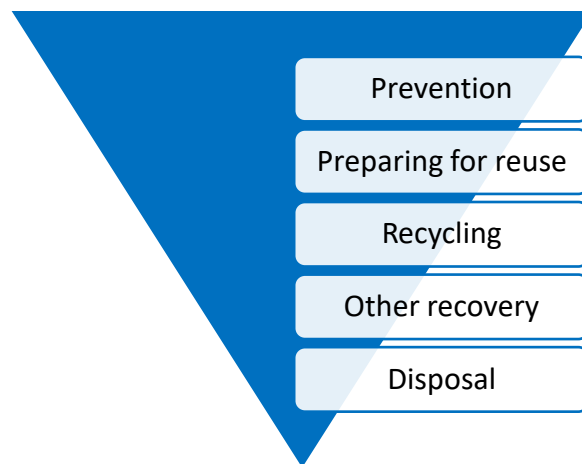 Prevention
Preparing for reuse
Recycling
Other recovery
Disposal